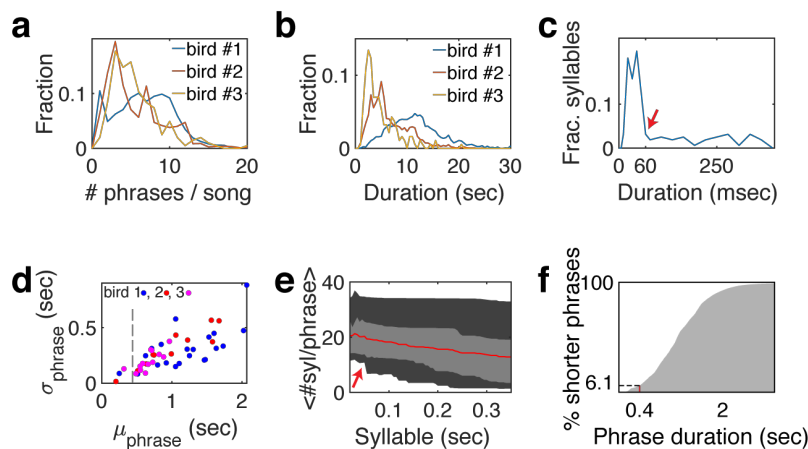 a
bird #1
bird #2
bird #3
0.1
0
0 10 20
Fraction
# phrases / song
b
bird #1
bird #2
bird #3
0.1
0
0 10 20 30
Fraction
Duration (sec)
c
0.1
0
0 60 250
Frac. syllables
Duration (msec)
d
bird 1 , 2 , 3
0.5
0
0 1 2
σphrase (sec)
μphrase (sec)
e
40
20
0
0.1 0.2 0.3
<#syl/phrase>
Syllable (sec)
f
100
6.1
0.4 2
% shorter phrases
Phrase duration (sec)